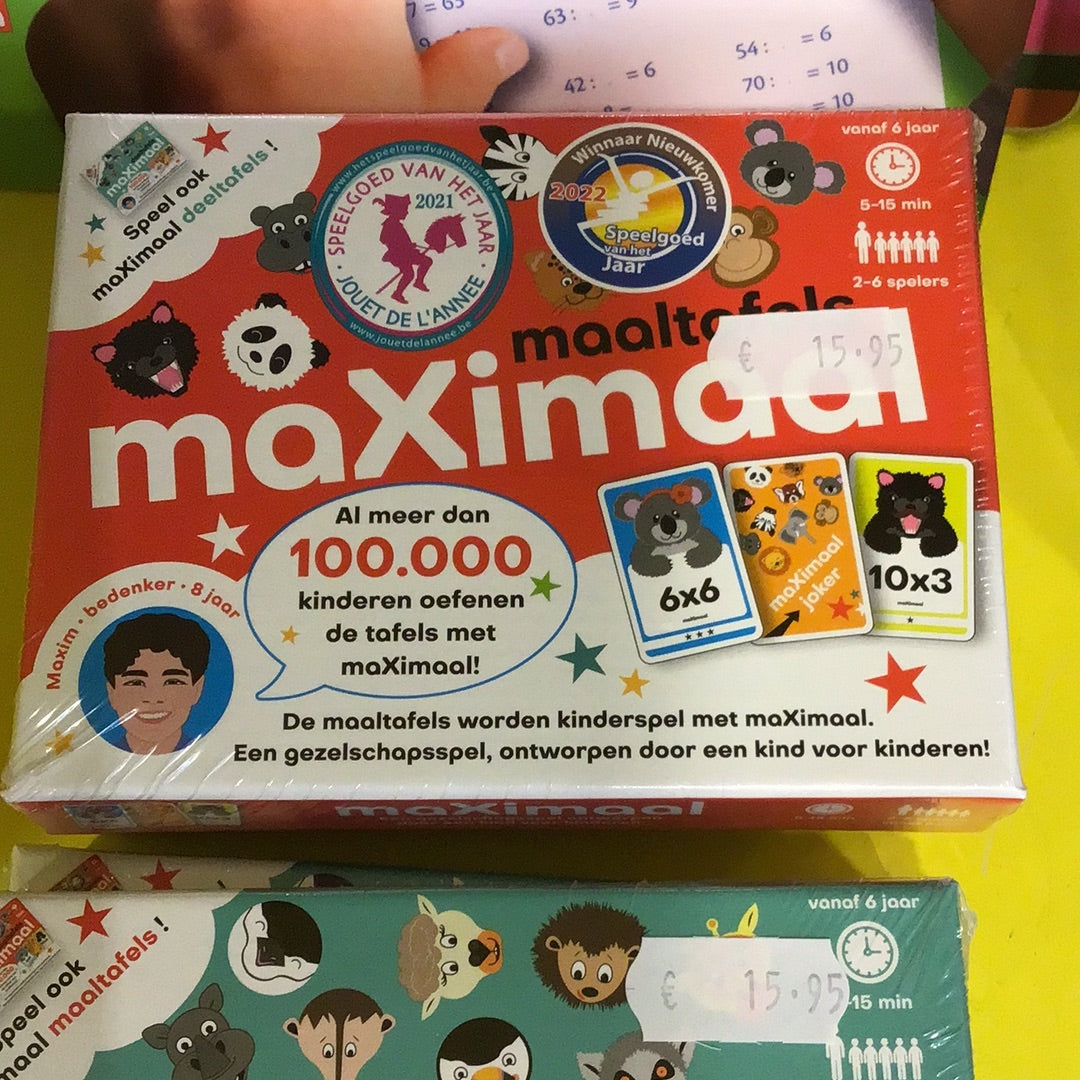 63:
= 9
54: = 6
42: = 6
70: = 10
= 10
Speel ook
maXimaal deeltafels !
maXimaal
www.hetspeelgoedvanhetjaar.be
SPEELGOED VAN HET JAAR
2021
JOUET DE L'ANNEE
www.jouetdelannee.be
Winnaar Nieuwkomer
2022
Speelgoed
van het
Jaar
vanaf 6 jaar
5-15 min
2-6 spelers
maaltafels
maXimaal
€ 15.95
Al meer dan
100.000
kinderen oefenen
de tafels met
maXimaal!
Maxim • bedenker • 8 jaar
6x6
maXimaal
joker
10x3
De maaltafels worden kinderspel met maXimaal.
Een gezelschapsspel, ontworpen door een kind voor kinderen!
maXimaal
vanaf 6 jaar
€ 15.95
-15 min
peel ook
maal maaltafels !